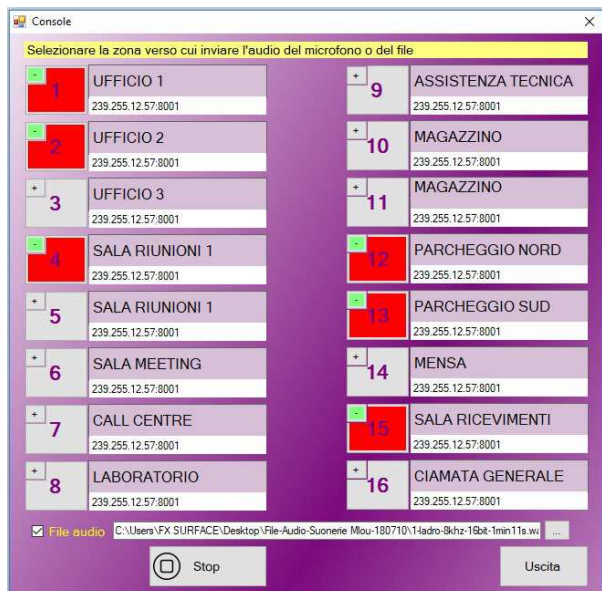 Console
Selezionare la zona verso cui inviare l'audio del microfono o del file
- 1 UFFICIO 1
239.255.12.57:8001
- 2 UFFICIO 2
239.255.12.57:8001
+ 3 UFFICIO 3
239.255.12.57:8001
- 4 SALA RIUNIONI 1
239.255.12.57:8001
+ 5 SALA RIUNIONI 1
239.255.12.57:8001
+ 6 SALA MEETING
239.255.12.57:8001
+ 7 CALL CENTRE
239.255.12.57:8001
+ 8 LABORATORIO
239.255.12.57:8001
+ 9 ASSISTENZA TECNICA
239.255.12.57:8001
+ 10 MAGAZZINO
239.255.12.57:8001
+ 11 MAGAZZINO
239.255.12.57:8001
- 12 PARCHEGGIO NORD
239.255.12.57:8001
- 13 PARCHEGGIO SUD
239.255.12.57:8001
+ 14 MENSA
239.255.12.57:8001
- 15 SALA RICEVIMENTI
239.255.12.57:8001
+ 16 CIAMATA GENERALE
239.255.12.57:8001
File audio C:\Users\FX SURFACE\Desktop\File-Audio-Suonerie Mlou-180710\1-ladro-8khz-16bit-1min11s.wa ...
Stop
Uscita